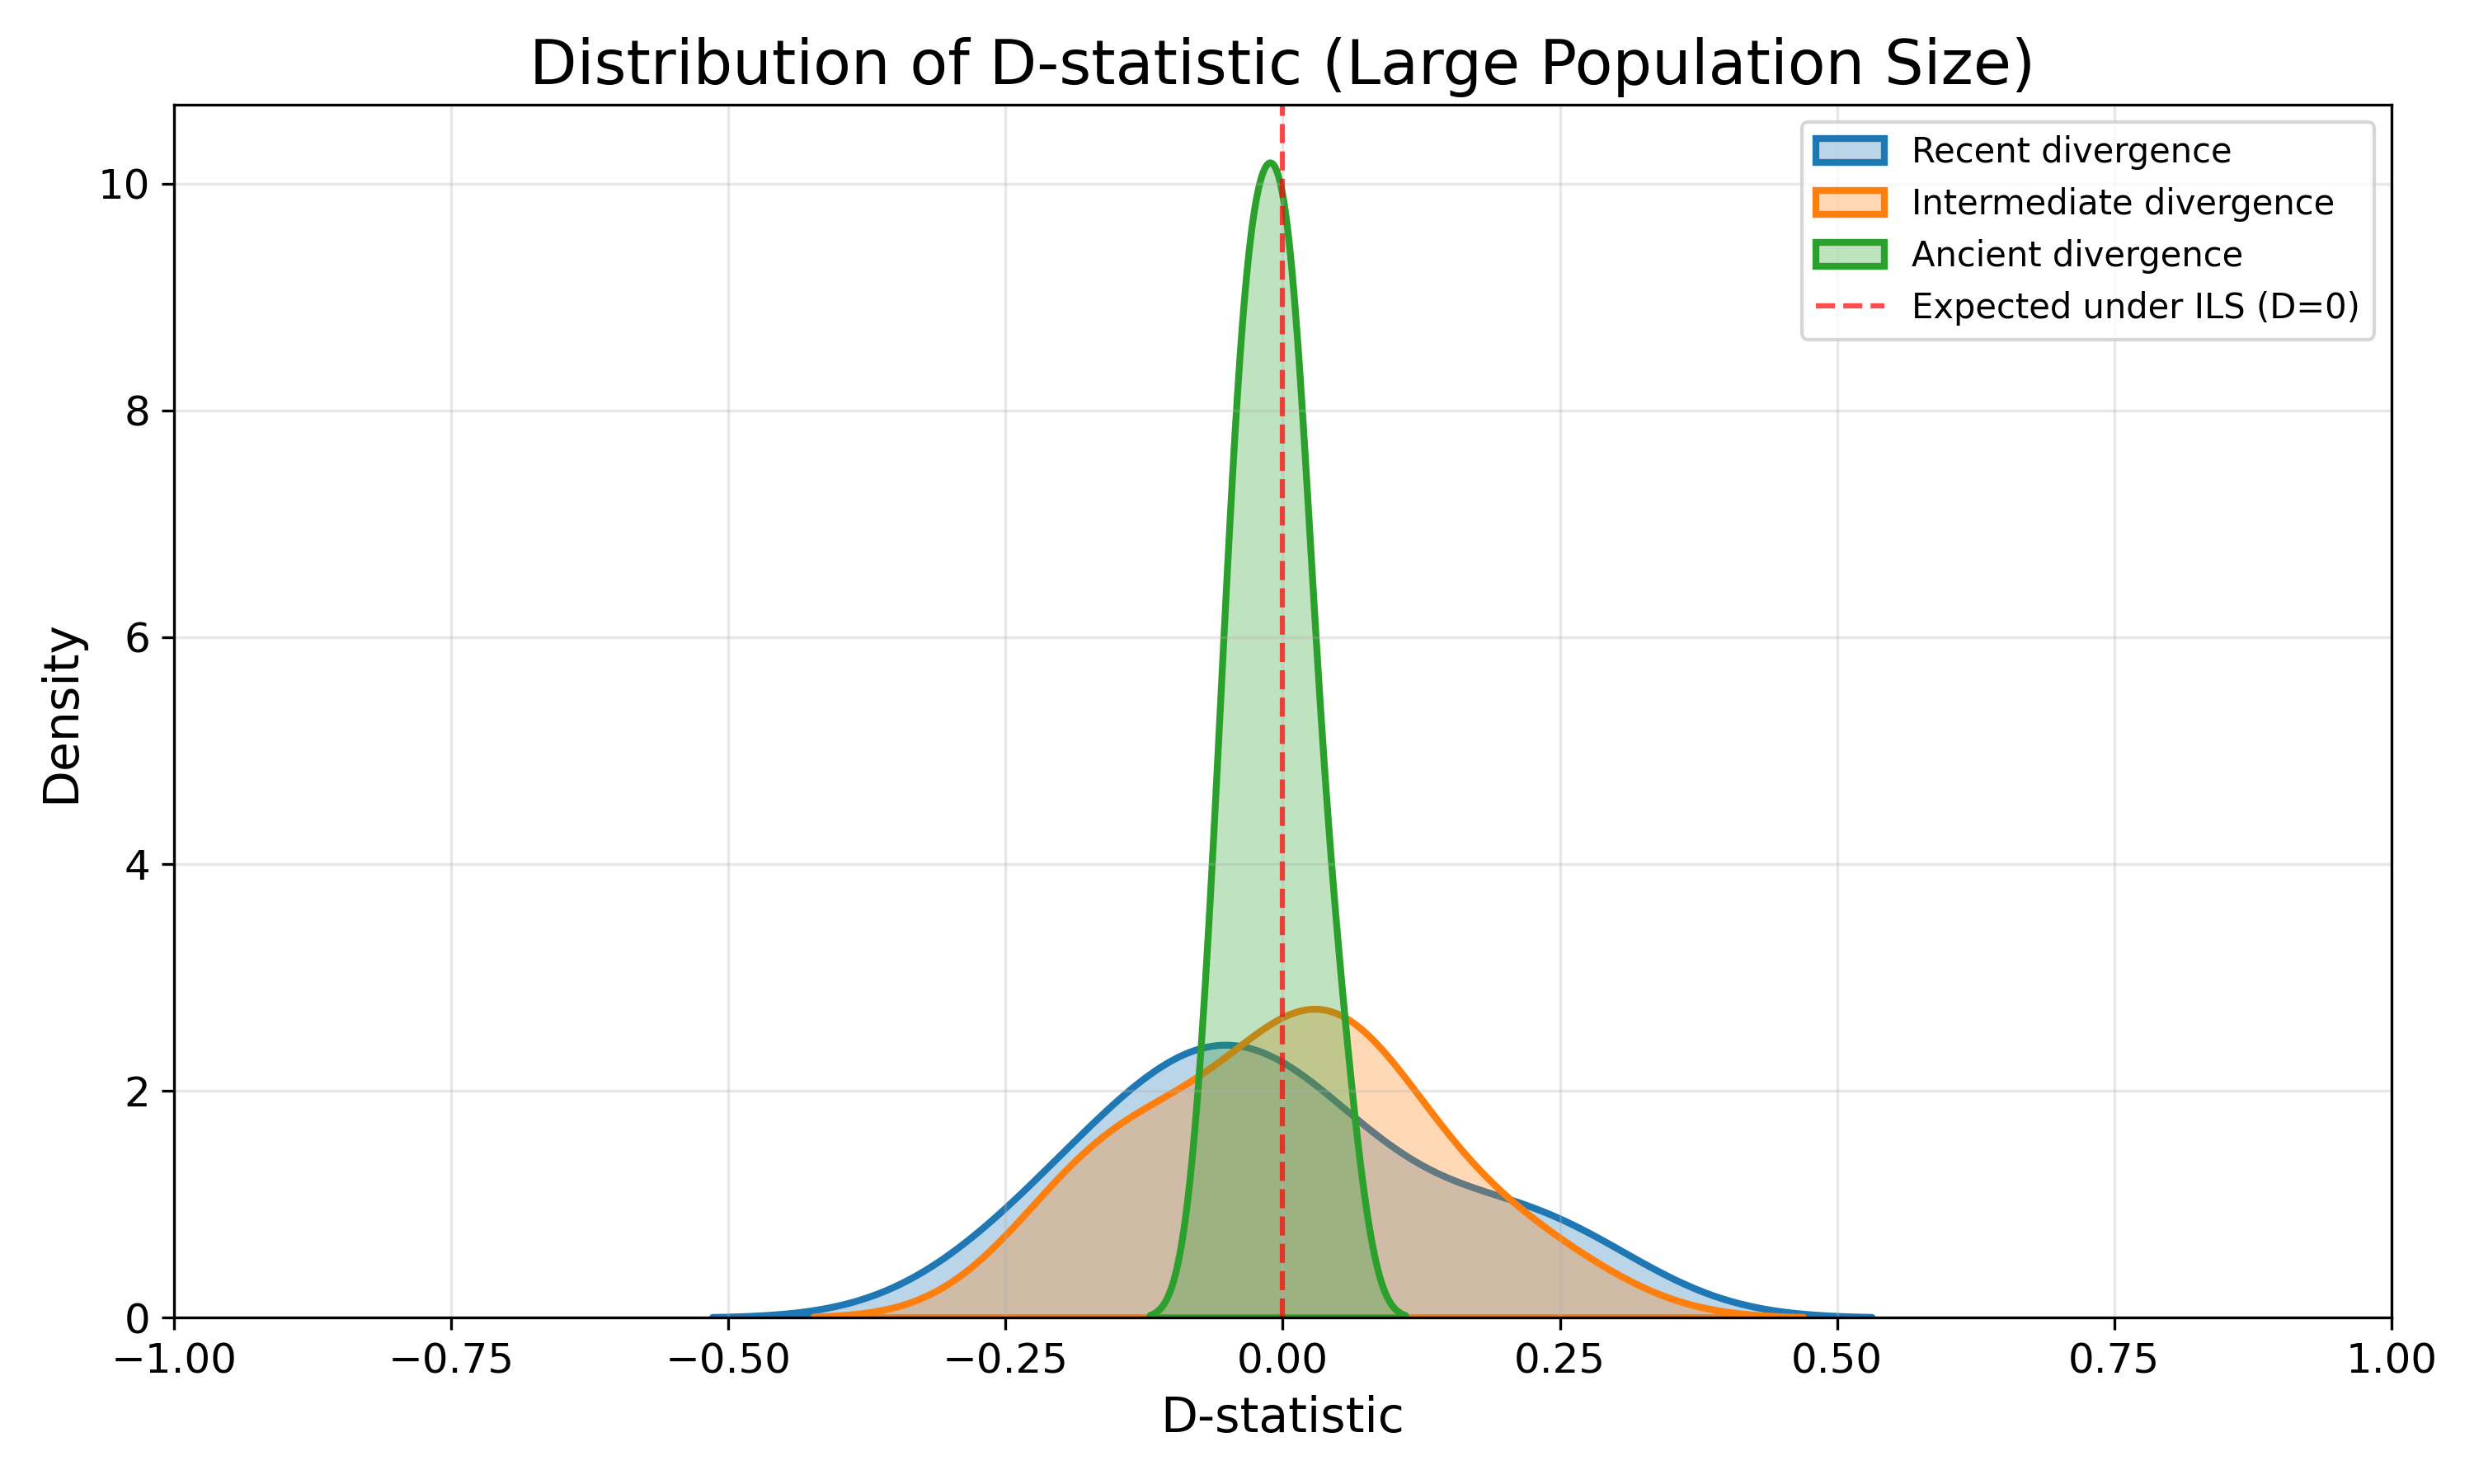 Distribution of D-statistic (Large Population Size)
Recent divergence
Intermediate divergence
Ancient divergence
Expected under ILS (D=0)
Density
10
8
6
4
2
0
−1.00 −0.75 −0.50 −0.25 0.00 0.25 0.50 0.75 1.00
D-statistic